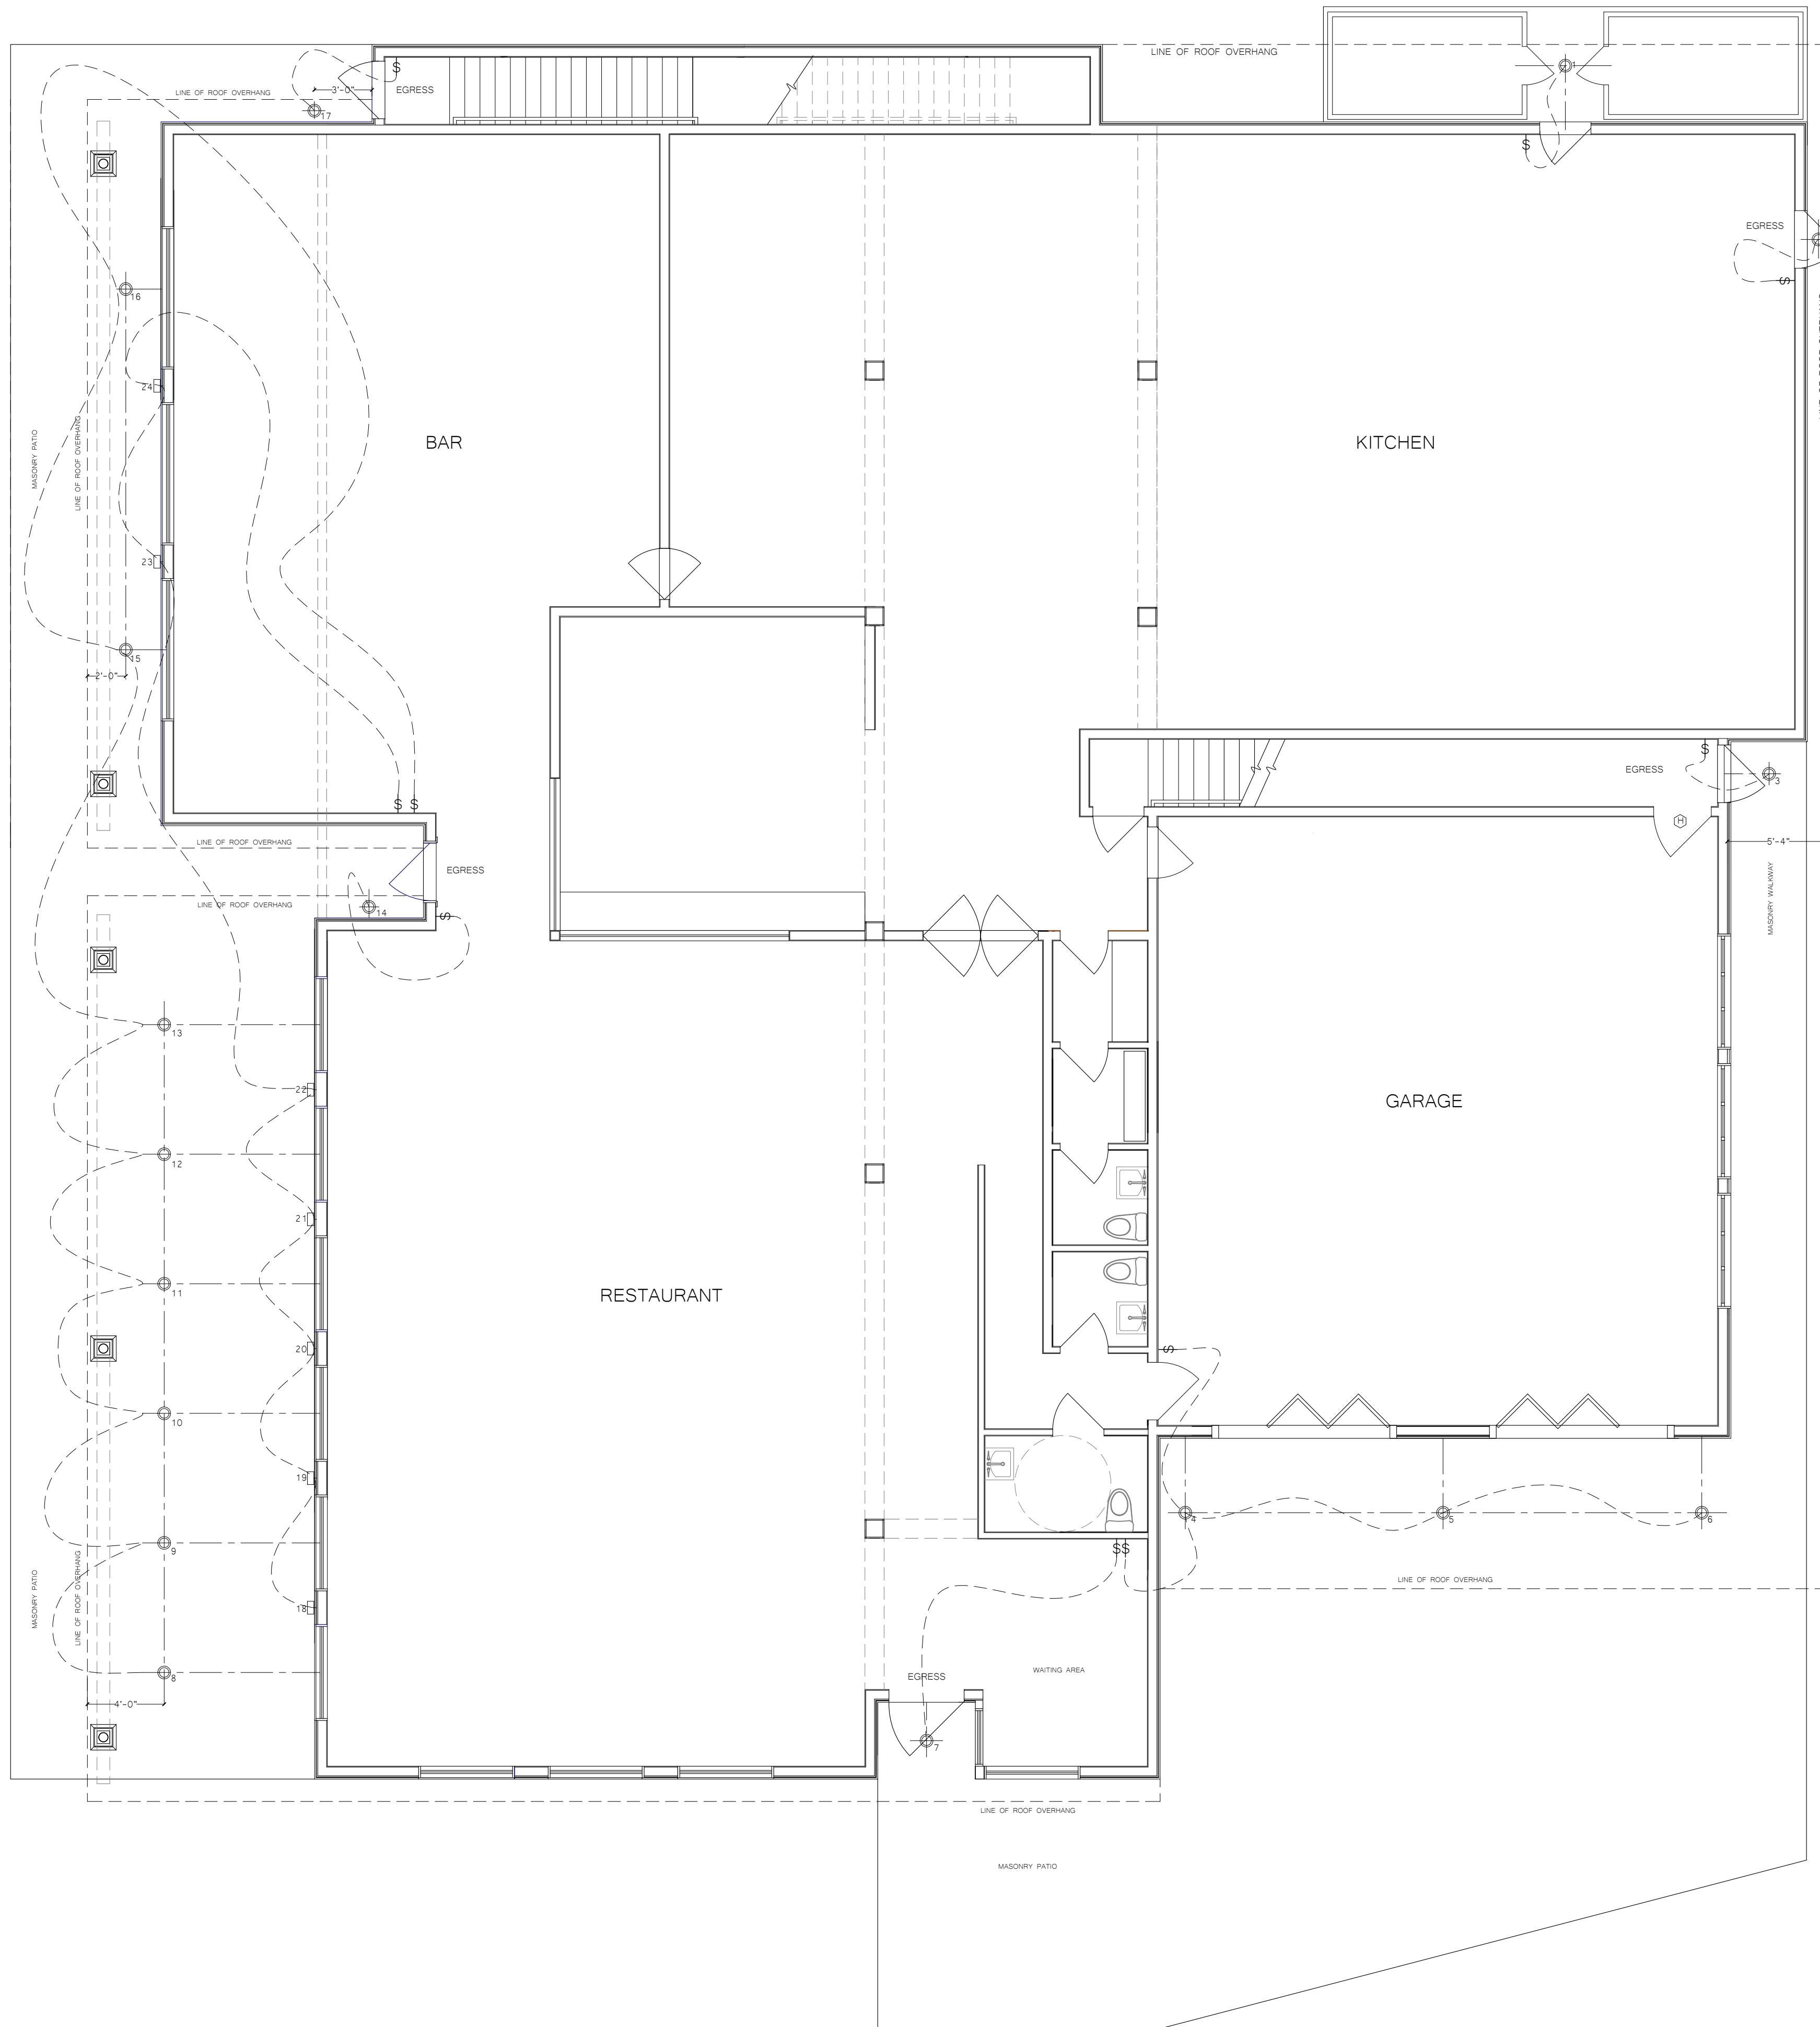 LINE OF ROOF OVERHANG
1
S
LINE OF ROOF OVERHANG
3'-0"
EGRESS
17
S
EGRESS
S
16
24
MASONRY PATIO
LINE OF ROOF OVERHANG
BAR
KITCHEN
23
15
2'-0"
S
EGRESS
3
S S
H
5'-4"
LINE OF ROOF OVERHANG
EGRESS
MASONRY WALKWAY
LINE OF ROOF OVERHANG
14
S
13
22
GARAGE
12
21
11
RESTAURANT
20
S
10
19
4
5
6
9
SS
LINE OF ROOF OVERHANG
MASONRY PATIO
LINE OF ROOF OVERHANG
18
8
EGRESS
WAITING AREA
4'-0"
7
LINE OF ROOF OVERHANG
MASONRY PATIO